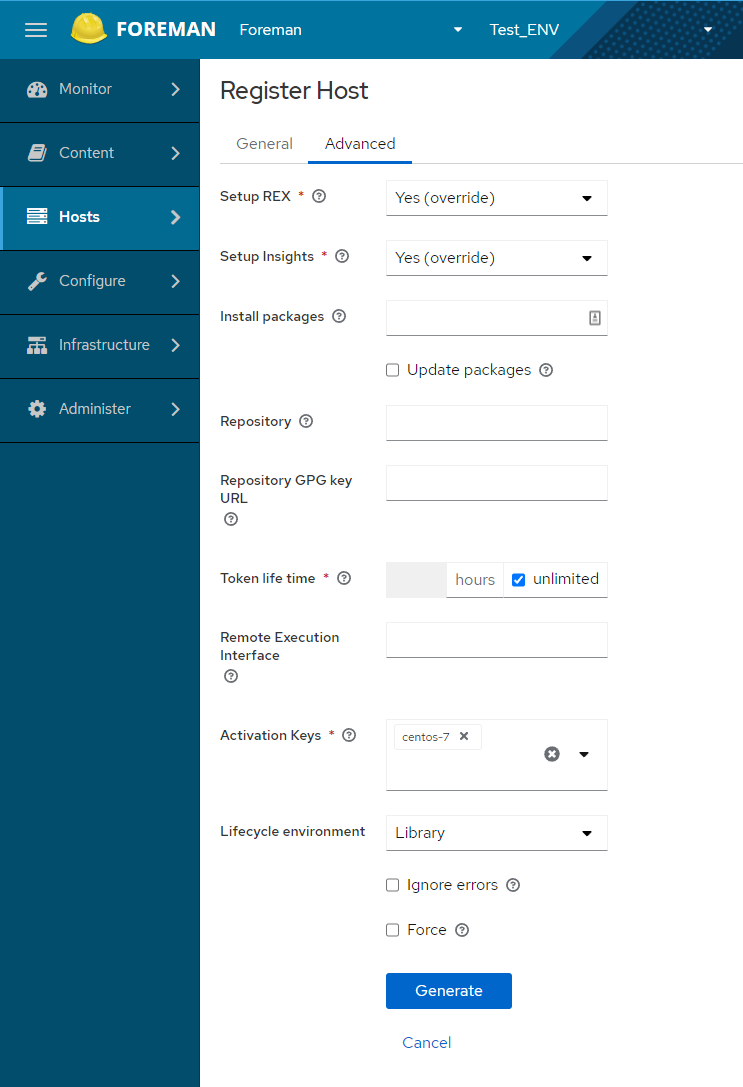 FOREMAN Foreman Test_ENV
Monitor
Content
Hosts
Configure
Infrastructure
Administer
Register Host
General Advanced
Setup REX * Yes (override)
Setup Insights * Yes (override)
Install packages
Update packages
Repository
Repository GPG key
URL
Token life time * hours unlimited
Remote Execution
Interface
Activation Keys * centos-7
Lifecycle environment Library
Ignore errors
Force
Generate
Cancel